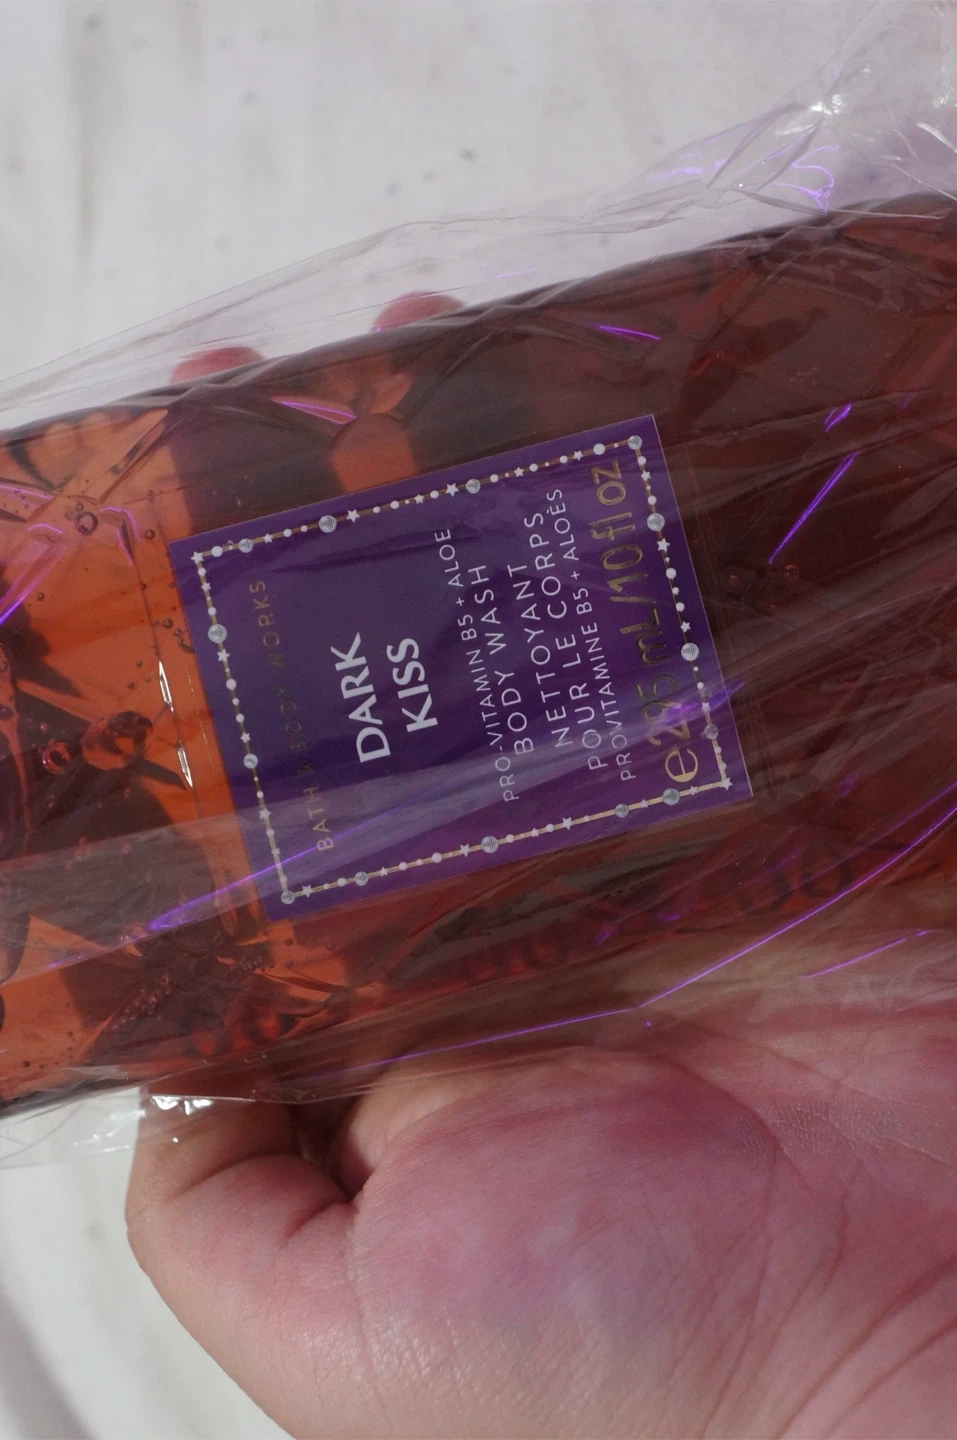 BATH & BODY WORKS
DARK
KISS
PRO-VITAMIN B5 + ALOE
BODY WASH
NETTOYANT
POUR LE CORPS
PROVITAMINE B5 + ALOÈS
e 295 mL/10 fl oz